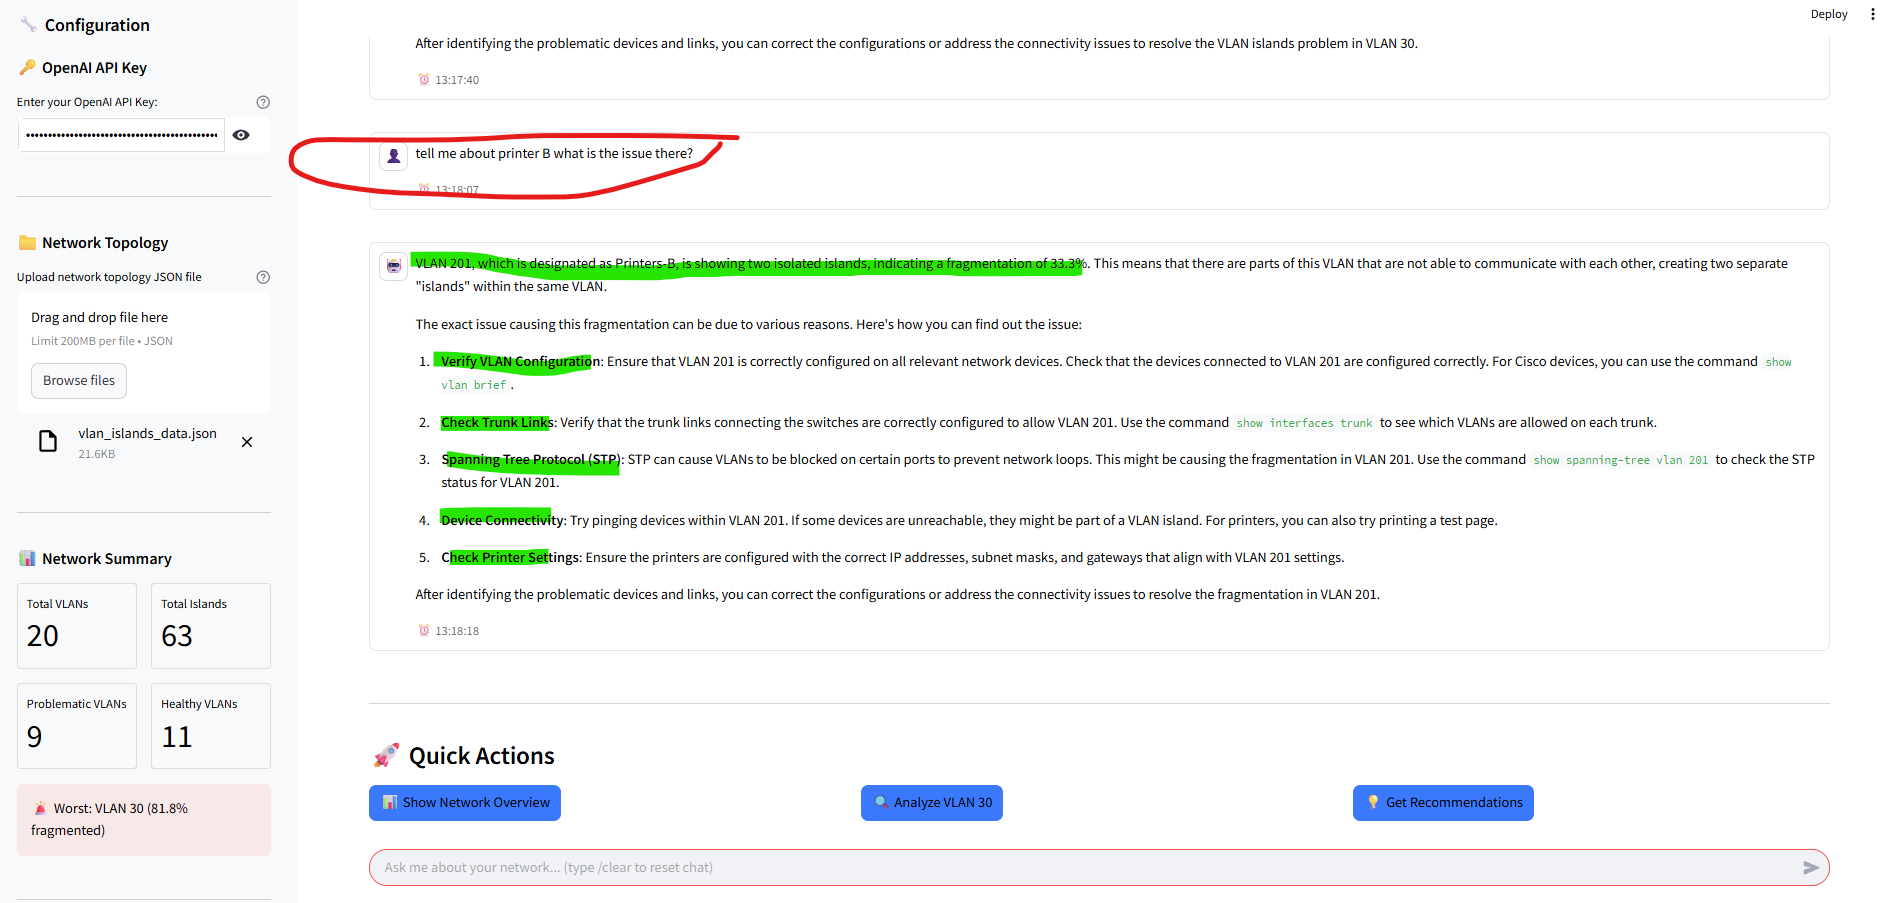 Deploy
Configuration
OpenAI API Key
Enter your OpenAI API Key:
••••••••••••••••••••••••••••••••••••••••••••
Network Topology
Upload network topology JSON file
Drag and drop file here
Limit 200MB per file • JSON
Browse files
vlan_islands_data.json
21.6KB
Network Summary
Total VLANs
20
Total Islands
63
Problematic VLANs
9
Healthy VLANs
11
Worst: VLAN 30 (81.8%
fragmented)
After identifying the problematic devices and links, you can correct the configurations or address the connectivity issues to resolve the VLAN islands problem in VLAN 30.
13:17:40
tell me about printer B what is the issue there?
13:18:07
VLAN 201, which is designated as Printers-B, is showing two isolated islands, indicating a fragmentation of 33.3%. This means that there are parts of this VLAN that are not able to communicate with each other, creating two separate
"islands" within the same VLAN.
The exact issue causing this fragmentation can be due to various reasons. Here's how you can find out the issue:
1. Verify VLAN Configuration: Ensure that VLAN 201 is correctly configured on all relevant network devices. Check that the devices connected to VLAN 201 are configured correctly. For Cisco devices, you can use the command show
vlan brief .
2. Check Trunk Links: Verify that the trunk links connecting the switches are correctly configured to allow VLAN 201. Use the command show interfaces trunk to see which VLANs are allowed on each trunk.
3. Spanning Tree Protocol (STP): STP can cause VLANs to be blocked on certain ports to prevent network loops. This might be causing the fragmentation in VLAN 201. Use the command show spanning-tree vlan 201 to check the STP
status for VLAN 201.
4. Device Connectivity: Try pinging devices within VLAN 201. If some devices are unreachable, they might be part of a VLAN island. For printers, you can also try printing a test page.
5. Check Printer Settings: Ensure the printers are configured with the correct IP addresses, subnet masks, and gateways that align with VLAN 201 settings.
After identifying the problematic devices and links, you can correct the configurations or address the connectivity issues to resolve the fragmentation in VLAN 201.
13:18:18
Quick Actions
Show Network Overview
Analyze VLAN 30
Get Recommendations
Ask me about your network... (type /clear to reset chat)